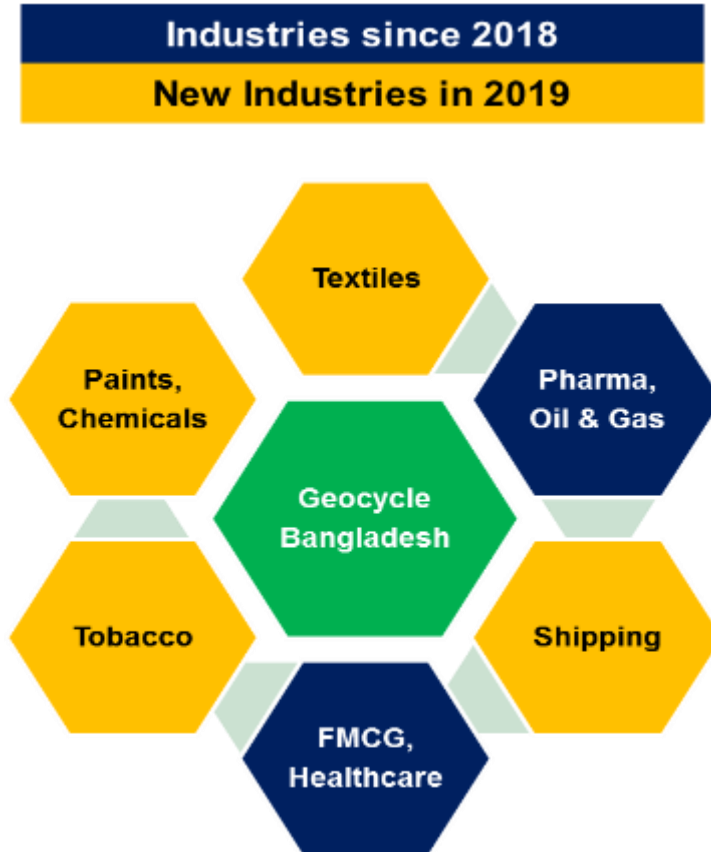 Industries since 2018
New Industries in 2019
Textiles
Paints,
Chemicals
Pharma,
Oil & Gas
Geocycle
Bangladesh
Tobacco
Shipping
FMCG,
Healthcare